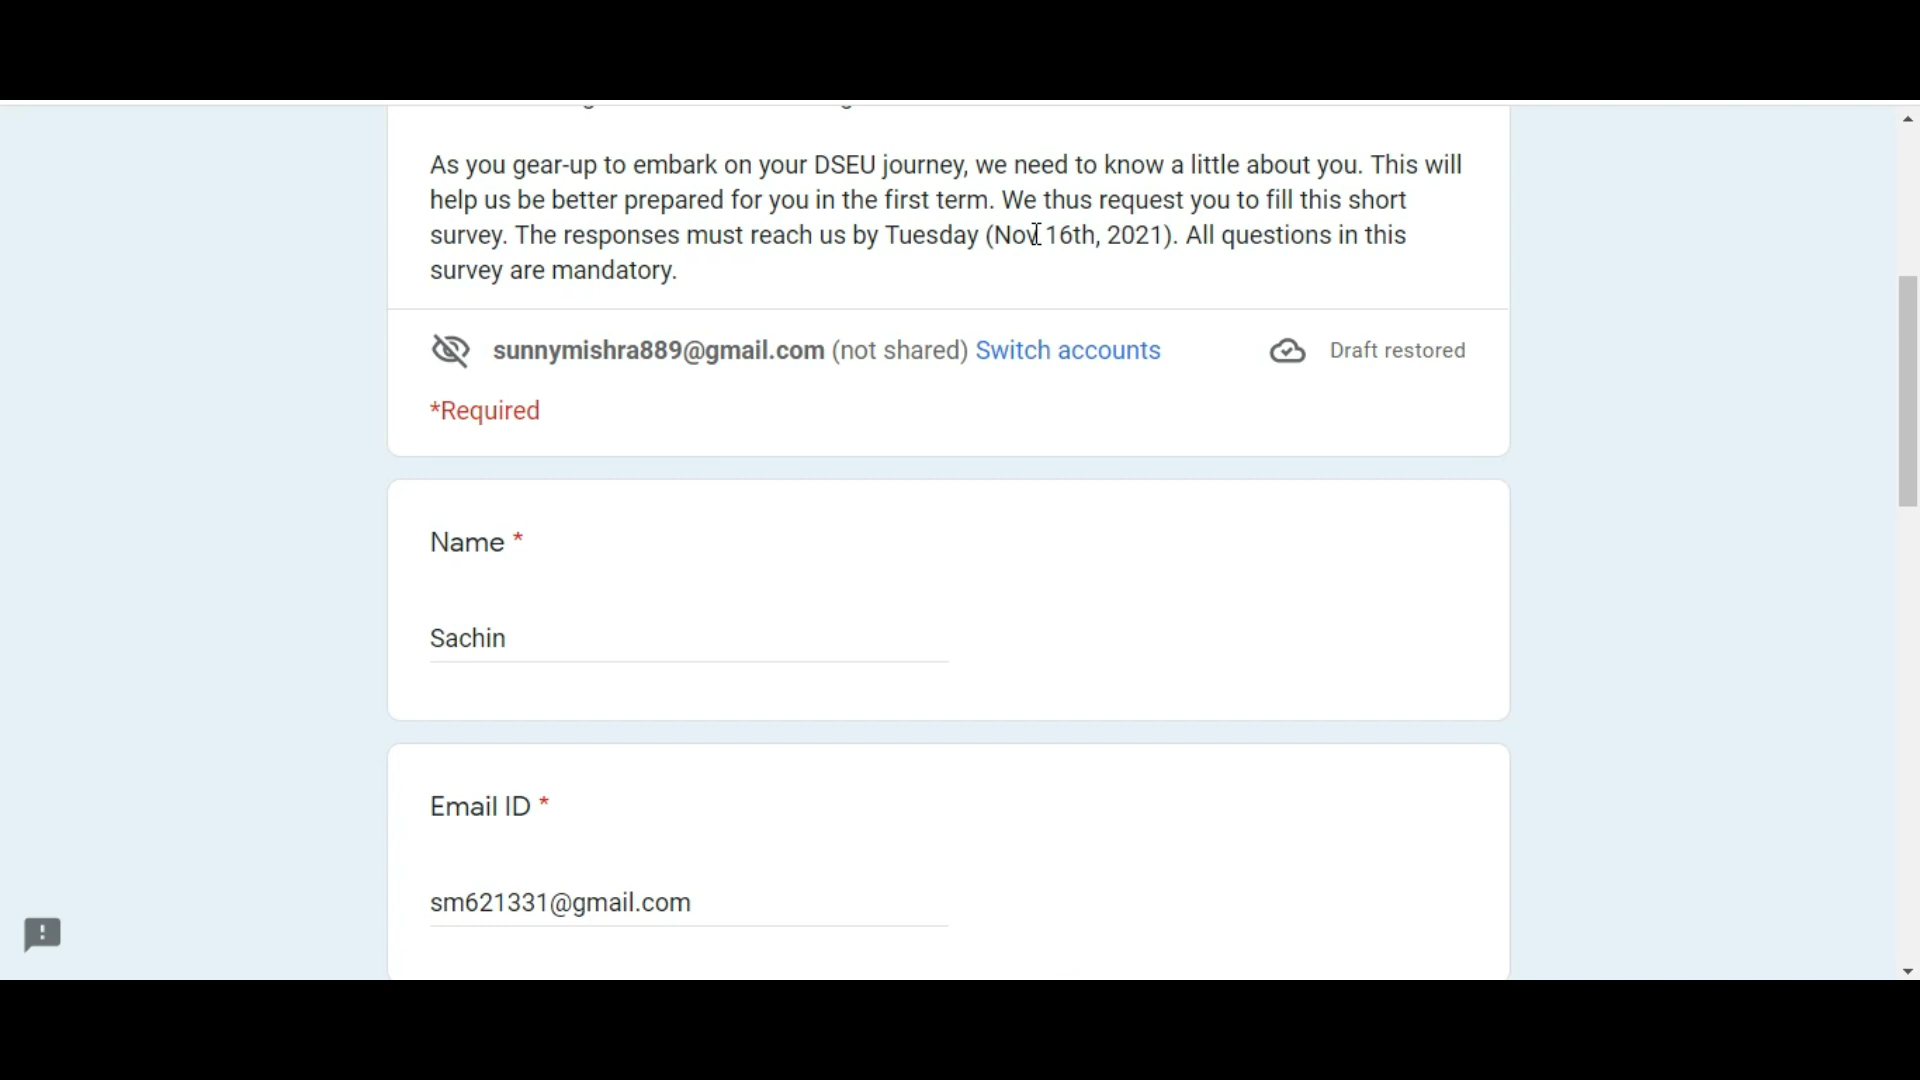 As you gear-up to embark on your DSEU journey, we need to know a little about you. This will
help us be better prepared for you in the first term. We thus request you to fill this short
survey. The responses must reach us by Tuesday (Nov 16th, 2021). All questions in this
survey are mandatory.
sunnymishra889@gmail.com (not shared) Switch accounts
Draft restored
*Required
Name *
Sachin
Email ID *
sm621331@gmail.com